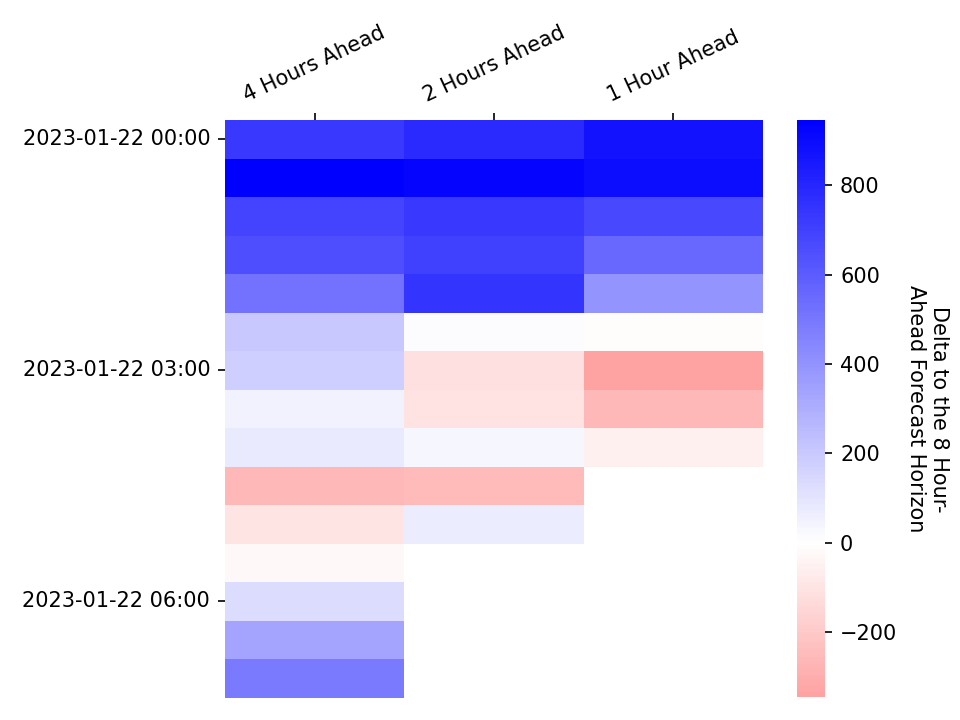 4 Hours Ahead
2 Hours Ahead
1 Hour Ahead
2023-01-22 00:00
2023-01-22 03:00
2023-01-22 06:00
800
600
400
200
0
−200
Delta to the 8 Hour-
Ahead Forecast Horizon